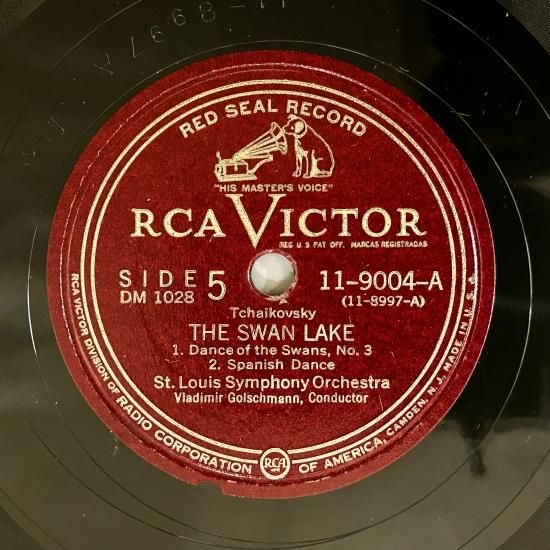 11-8997A
RED SEAL RECORD
"HIS MASTER'S VOICE"
RCA VICTOR
REG. U S PAT OFF. MARCAS REGISTRADAS
SIDE 5
DM 1028
11-9004-A
(11-8997-A)
Tchaikovsky
THE SWAN LAKE
1. Dance of the Swans, No. 3
2. Spanish Dance
St. Louis Symphony Orchestra
Vladimir Golschmann, Conductor
RCA VICTOR DIVISION OF RADIO CORPORATION OF AMERICA, CAMDEN, N. J. MADE IN U.S.A.
RCA